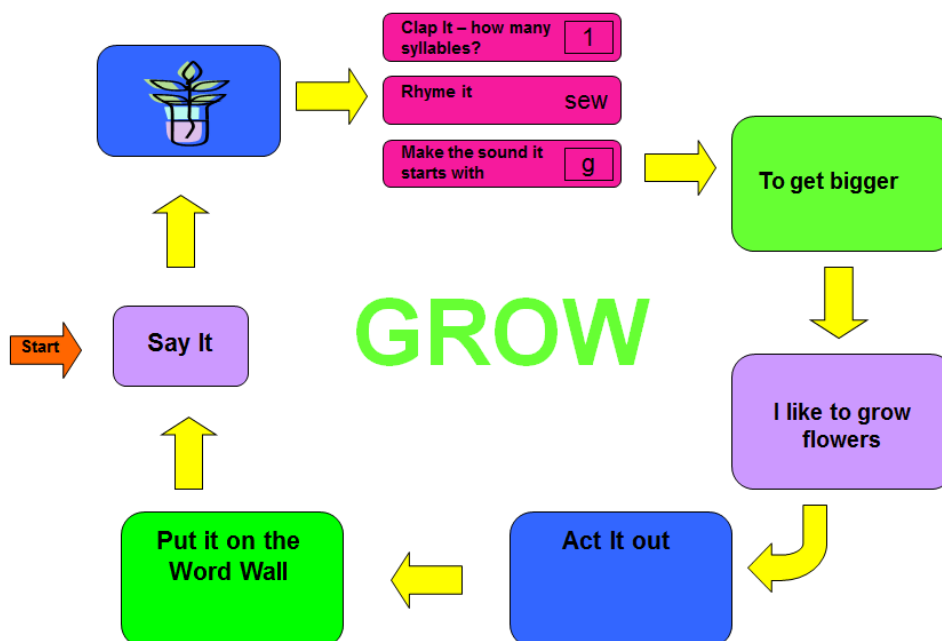 Clap It – how many
syllables?
1
Rhyme it
sew
Make the sound it
starts with
g
To get bigger
Start
Say It
GROW
I like to grow
flowers
Put it on the
Word Wall
Act It out